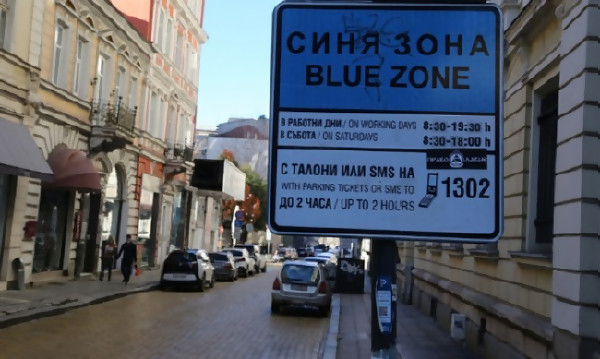 СИНЯ ЗОНА
BLUE ZONE
В РАБОТНИ ДНИ / ON WORKING DAYS 8:30-19:30 h
В СЪБОТА / ON SATURDAYS 8:30-18:00
С ТАЛОНИ ИЛИ SMS НА
WITH PARKING TICKETS OR SMS TO 1302
ДО 2 ЧАСА / UP TO 2 HOURS
P